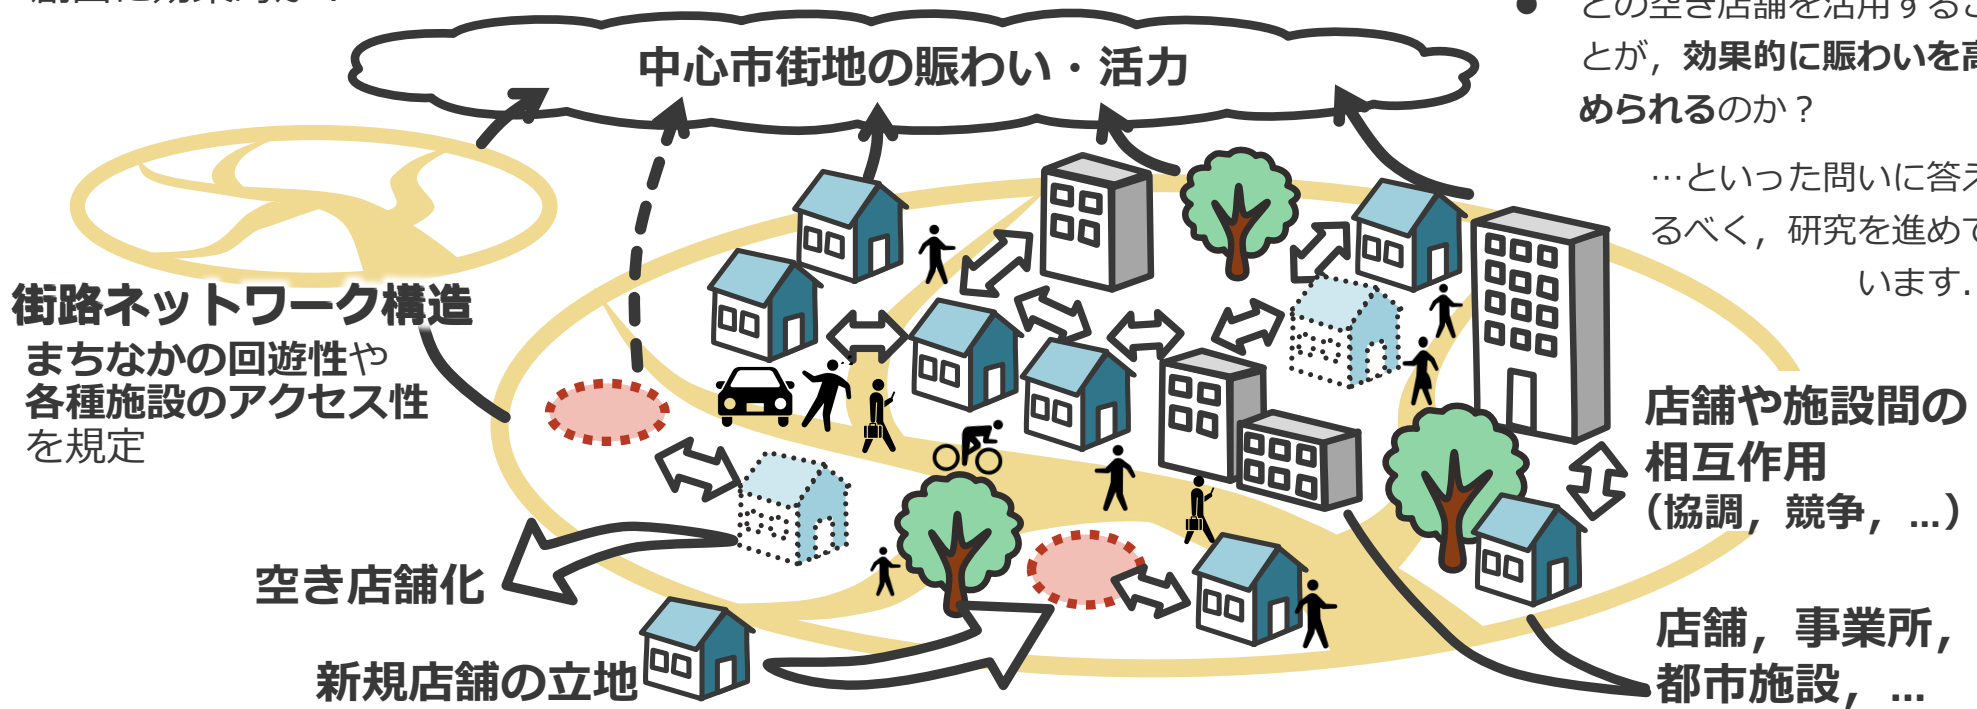 中心市街地の賑わい・活力
とが，効果的に賑わいを高
められるのか？
…といった問いに答え
るべく，研究を進めて
います．
街路ネットワーク構造
まちなかの回遊性や
各種施設のアクセス性
を規定
店舗や施設間の
相互作用
（協調，競争，…）
空き店舗化
新規店舗の立地
店舗，事業所，
都市施設，…